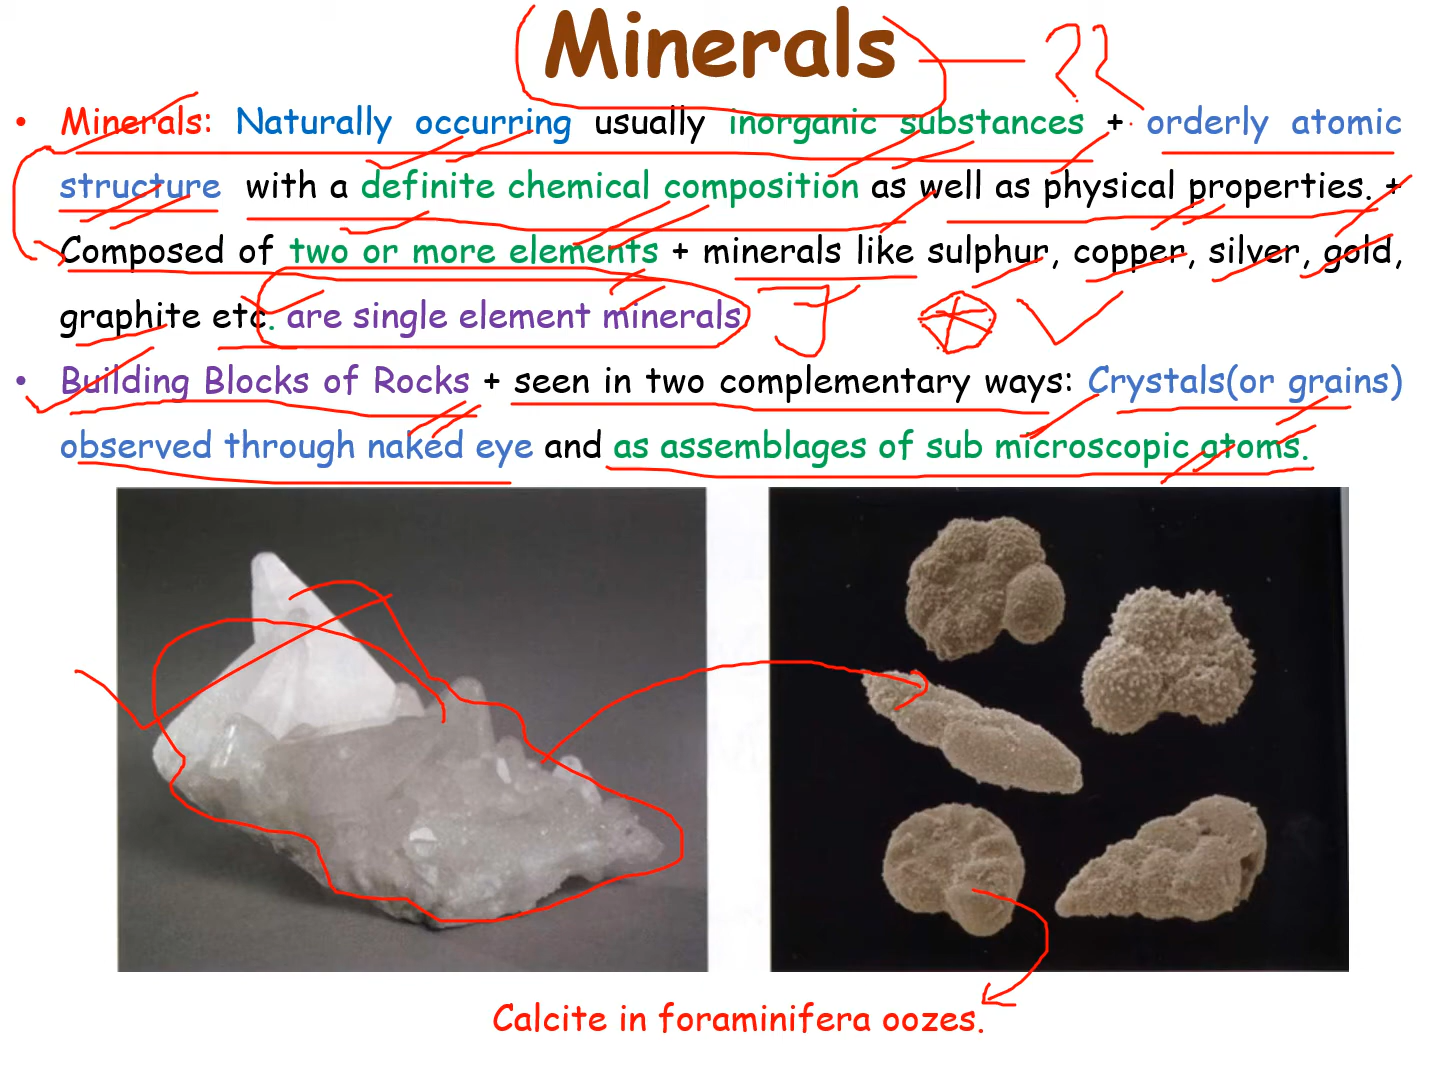 Minerals
• Minerals: Naturally occurring usually inorganic substances + orderly atomic
structure with a definite chemical composition as well as physical properties. +
Composed of two or more elements + minerals like sulphur, copper, silver, gold,
graphite etc. are single element minerals
• Building Blocks of Rocks + seen in two complementary ways: Crystals(or grains)
observed through naked eye and as assemblages of sub microscopic atoms.
Calcite in foraminifera oozes.